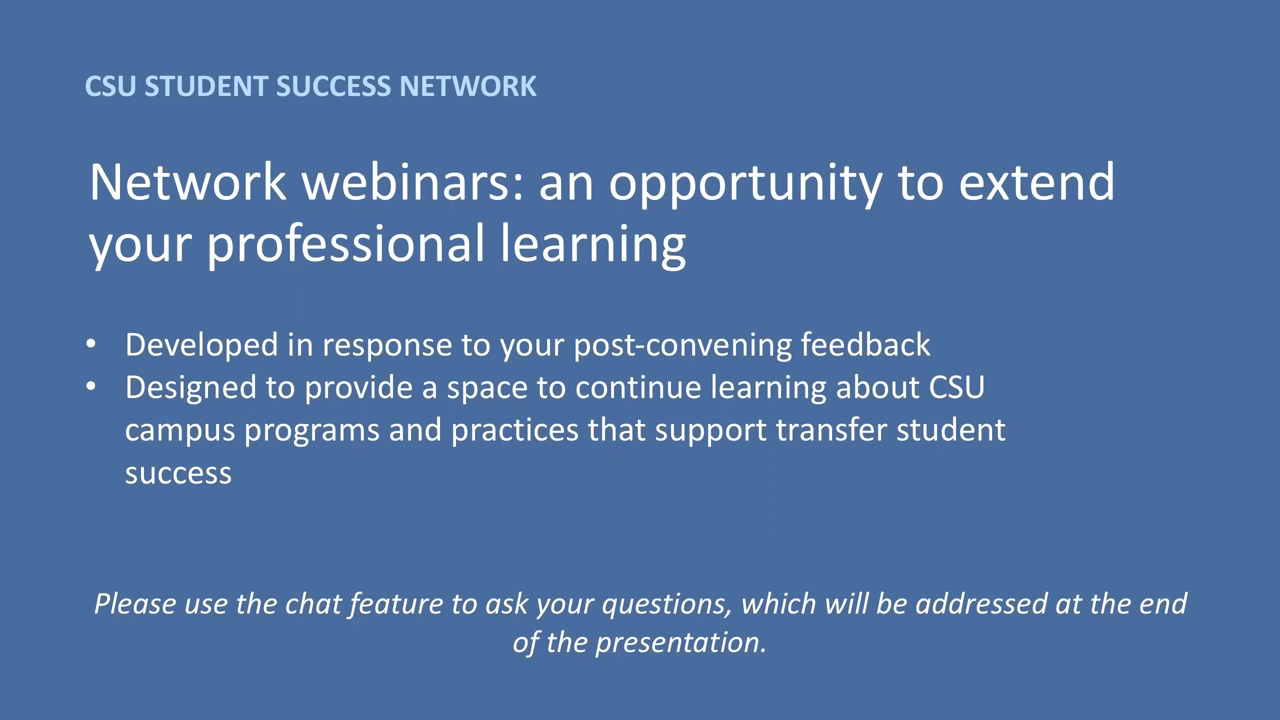 CSU STUDENT SUCCESS NETWORK
Network webinars: an opportunity to extend
your professional learning
• Developed in response to your post-convening feedback
• Designed to provide a space to continue learning about CSU
campus programs and practices that support transfer student
success
Please use the chat feature to ask your questions, which will be addressed at the end
of the presentation.